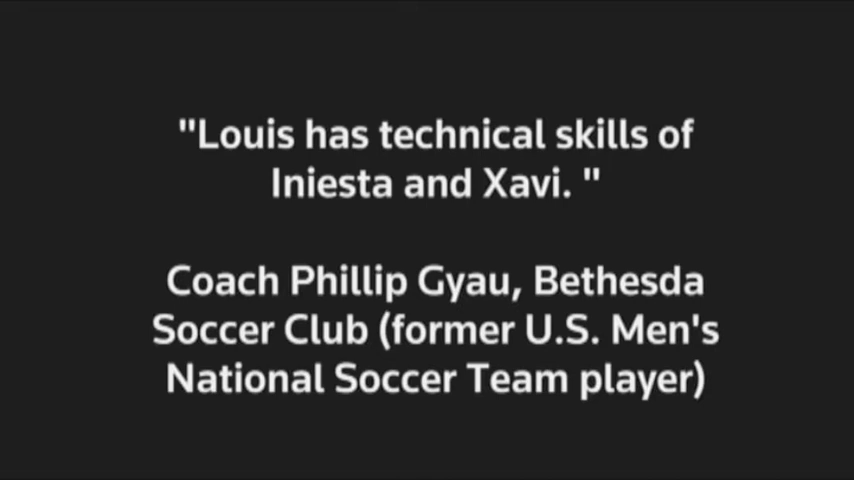 "Louis has technical skills of
Iniesta and Xavi. "
Coach Phillip Gyau, Bethesda
Soccer Club (former U.S. Men's
National Soccer Team player)